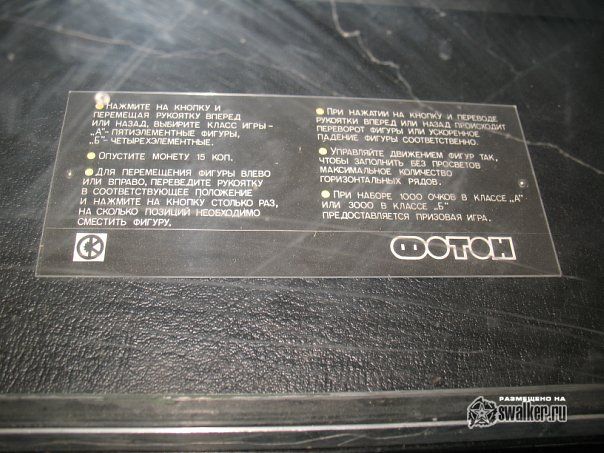 ● НАЖМИТЕ НА КНОПКУ И
ПЕРЕМЕЩАЯ РУКОЯТКУ ВПЕРЕД
ИЛИ НАЗАД, ВЫБИРИТЕ КЛАСС ИГРЫ-
„А"-ПЯТИЭЛЕМЕНТНЫЕ ФИГУРЫ,
„Б"-ЧЕТЫРЕХЭЛЕМЕНТНЫЕ.
● ОПУСТИТЕ МОНЕТУ 15 КОП.
● ДЛЯ ПЕРЕМЕЩЕНИЯ ФИГУРЫ ВЛЕВО
ИЛИ ВПРАВО, ПЕРЕВЕДИТЕ РУКОЯТКУ
В СООТВЕТСТВУЮЩЕЕ ПОЛОЖЕНИЕ
И НАЖМИТЕ НА КНОПКУ СТОЛЬКО РАЗ,
НА СКОЛЬКО ПОЗИЦИЙ НЕОБХОДИМО
СМЕСТИТЬ ФИГУРУ.
● ПРИ НАЖАТИИ НА КНОПКУ И ПЕРЕВОДЕ
РУКОЯТКИ ВПЕРЕД ИЛИ НАЗАД ПРОИСХОДИТ
ПЕРЕВОРОТ ФИГУРЫ ИЛИ УСКОРЕННОЕ
ПАДЕНИЕ ФИГУРЫ СООТВЕТСТВЕННО.
● УПРАВЛЯЙТЕ ДВИЖЕНИЕМ ФИГУР ТАК,
ЧТОБЫ ЗАПОЛНИТЬ БЕЗ ПРОСВЕТОВ
МАКСИМАЛЬНОЕ КОЛИЧЕСТВО
ГОРИЗОНТАЛЬНЫХ РЯДОВ.
● ПРИ НАБОРЕ 1000 ОЧКОВ В КЛАССЕ „А"
ИЛИ 3000 В КЛАССЕ „Б"
ПРЕДОСТАВЛЯЕТСЯ ПРИЗОВАЯ ИГРА.
ФОТОН
РАЗМЕЩЕНО НА
swalker.ru